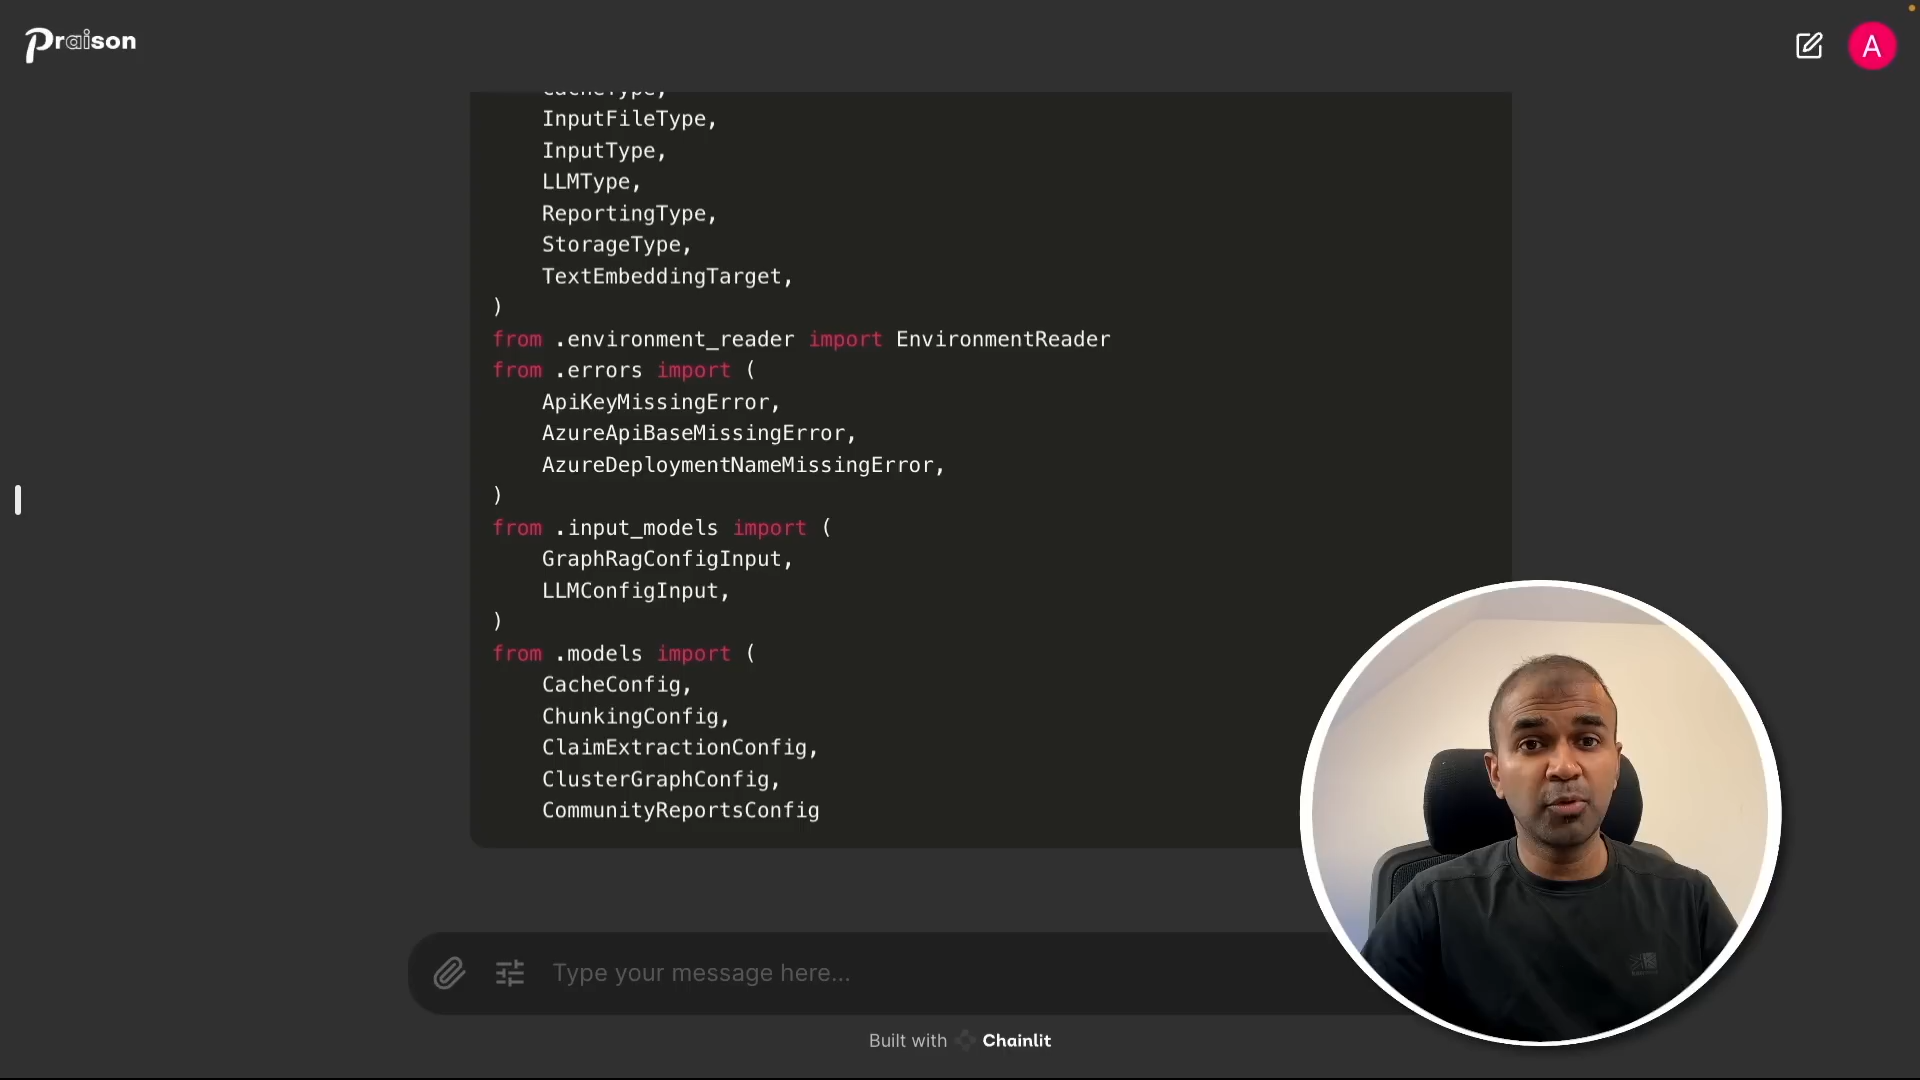 Praison
A
CacheType,
InputFileType,
InputType,
LLMType,
ReportingType,
StorageType,
TextEmbeddingTarget,
)
from .environment_reader import EnvironmentReader
from .errors import (
ApiKeyMissingError,
AzureApiBaseMissingError,
AzureDeploymentNameMissingError,
)
from .input_models import (
GraphRagConfigInput,
LLMConfigInput,
)
from .models import (
CacheConfig,
ChunkingConfig,
ClaimExtractionConfig,
ClusterGraphConfig,
CommunityReportsConfig
Type your message here...
Built with Chainlit